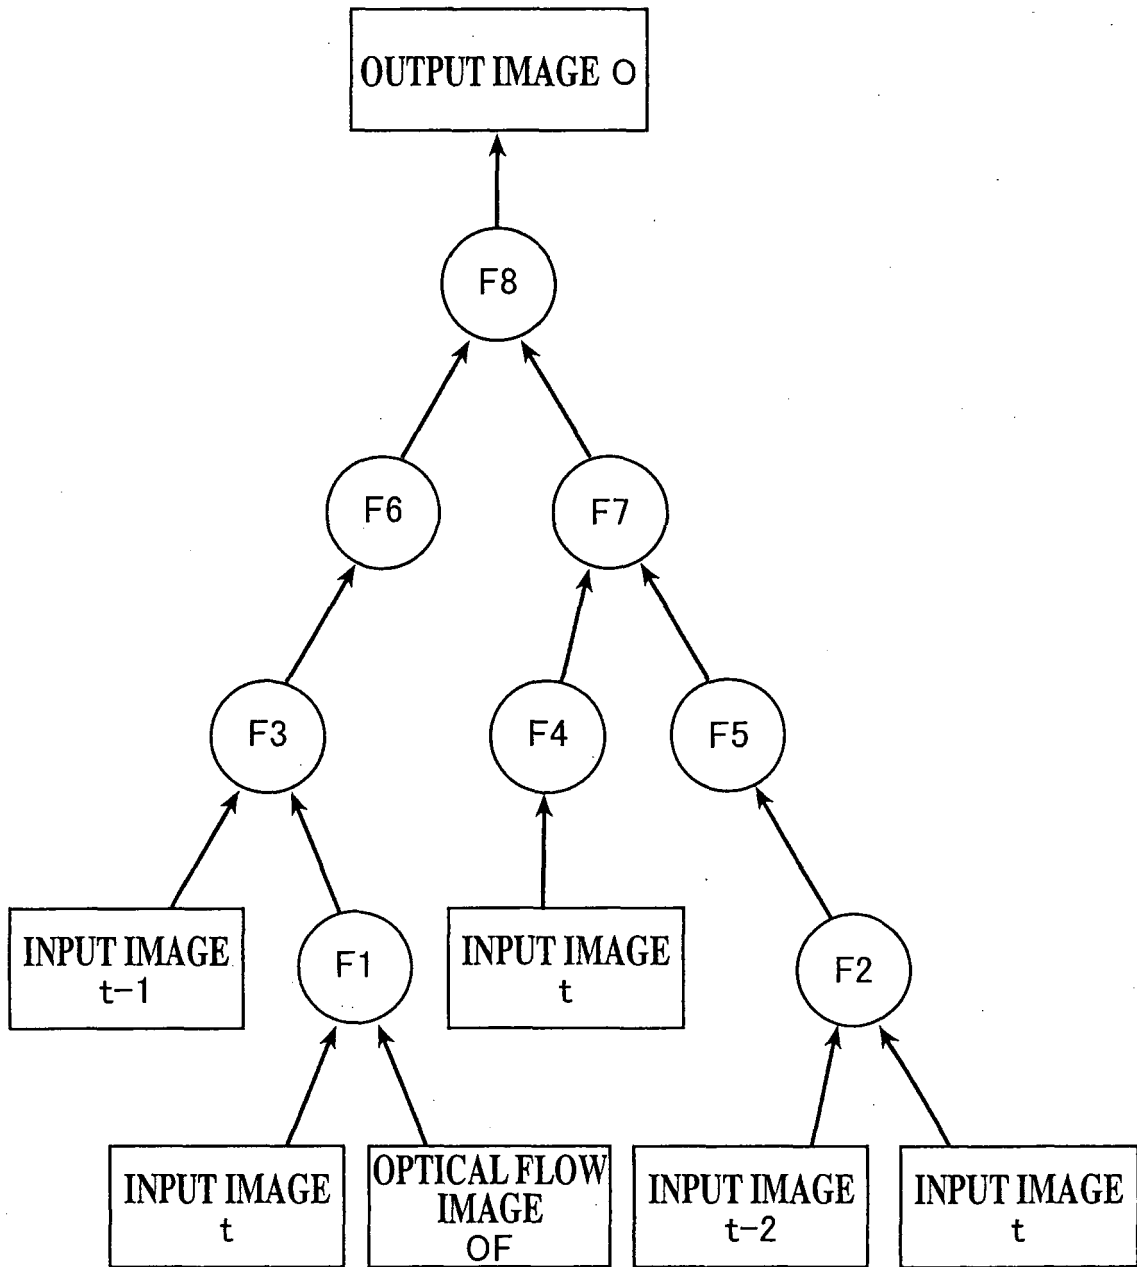 OUTPUT IMAGE O
F8
F6
F7
F3
F4
F5
INPUT IMAGE
t-1
F1
INPUT IMAGE
t
F2
INPUT IMAGE
t
OPTICAL FLOW
IMAGE
OF
INPUT IMAGE
t-2
INPUT IMAGE
t